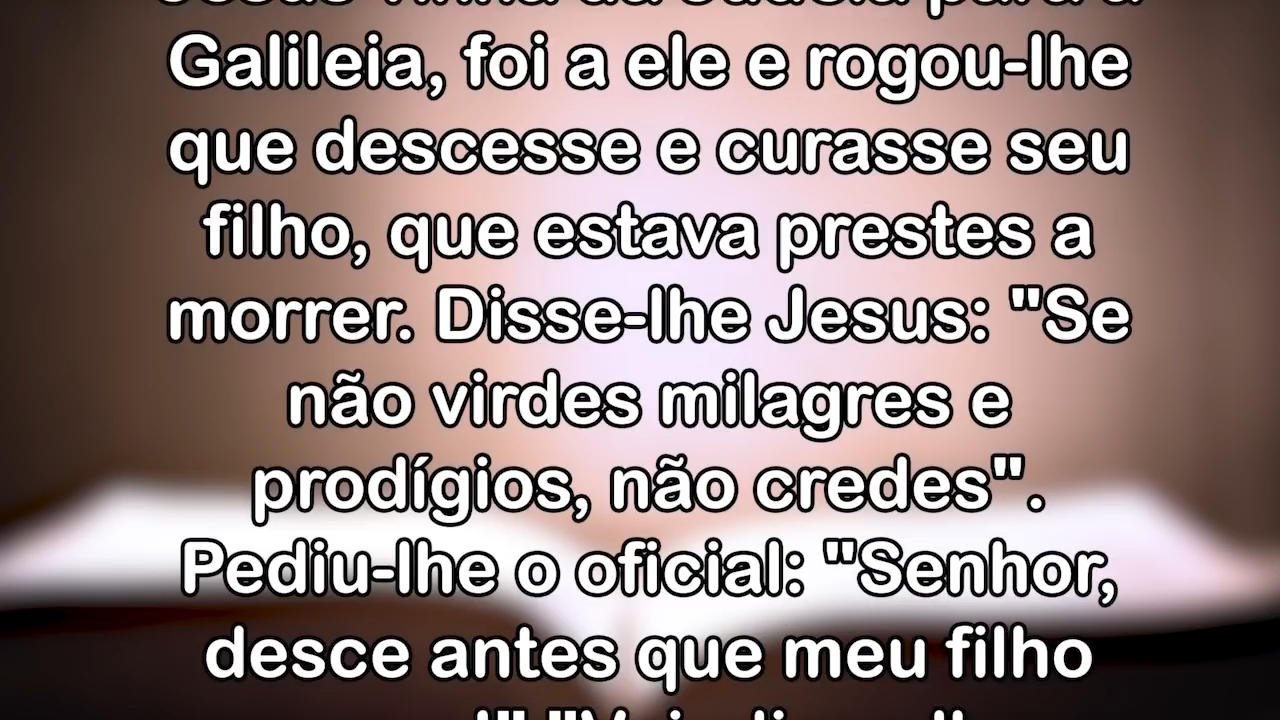 Galileia, foi a ele e rogou-lhe
que descesse e curasse seu
filho, que estava prestes a
morrer. Disse-lhe Jesus: "Se
não virdes milagres e
prodígios, não credes".
Pediu-lhe o oficial: "Senhor,
desce antes que meu filho